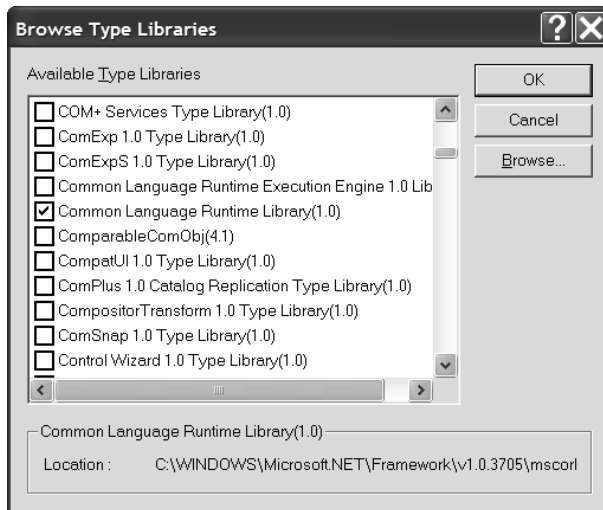 Browse Type Libraries
Available Type Libraries
COM+ Services Type Library(1.0)
ComExp 1.0 Type Library(1.0)
ComExpS 1.0 Type Library(1.0)
Common Language Runtime Execution Engine 1.0 Lib
Common Language Runtime Library(1.0)
ComparableComObj(4.1)
CompatUI 1.0 Type Library(1.0)
ComPlus 1.0 Catalog Replication Type Library(1.0)
CompositorTransform 1.0 Type Library(1.0)
ComSnap 1.0 Type Library(1.0)
Control Wizard 1.0 Type Library(1.0)
OK
Cancel
Browse...
Common Language Runtime Library(1.0)
Location : C:\WINDOWS\Microsoft.NET\Framework\v1.0.3705\mscorl